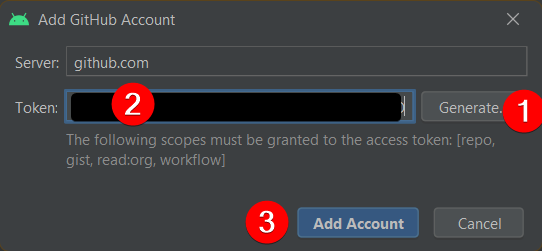 Add GitHub Account
Server: github.com
Token: 2 Generate... 1
The following scopes must be granted to the access token: [repo,
gist, read:org, workflow]
3 Add Account Cancel